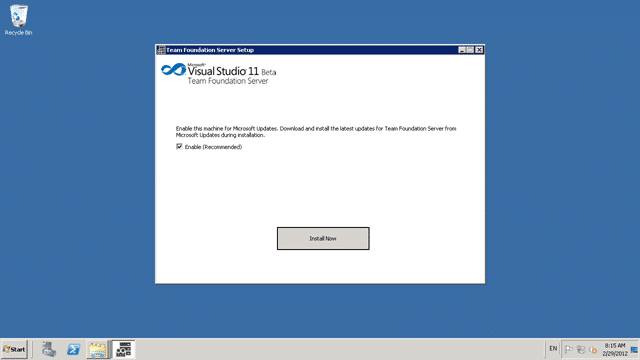 Recycle Bin
Team Foundation Server Setup
Microsoft®
Visual Studio 11 Beta
Team Foundation Server
Enable this machine for Microsoft Updates. Download and install the latest updates for Team Foundation Server from
Microsoft Updates during installation.
Enable (Recommended)
Install Now
Start
EN
8:15 AM
2/29/2012